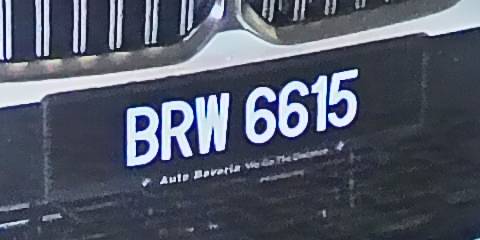 BRW 6615
Auto Bavaria We Go The Distance